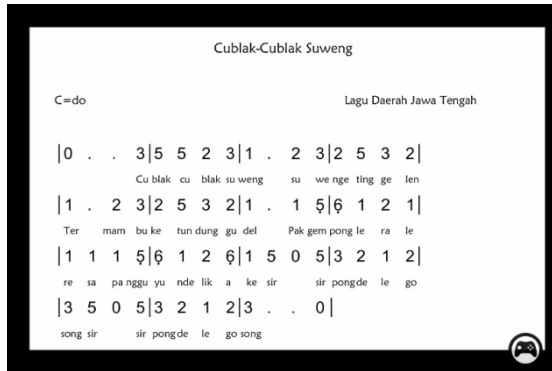 Cublak-Cublak Suweng
C=do Lagu Daerah Jawa Tengah
|0 . . 3|5 5 2 3|1 . 2 3|2 5 3 2|
Cu blak cu blak su weng su we nge ting ge len
|1 . 2 3|2 5 3 2|1 . 1 5̣|6̣ 1 2 1|
Ter mam bu ke tun dung gu del Pak gem pong le ra le
|1 1 1 5̣|6̣ 1 2 6̣|1 5 0 5|3 2 1 2|
re sa pa nggu yu nde lik a ke sir sir pong de le go
|3 5 0 5|3 2 1 2|3 . . 0|
song sir sir pong de le go song